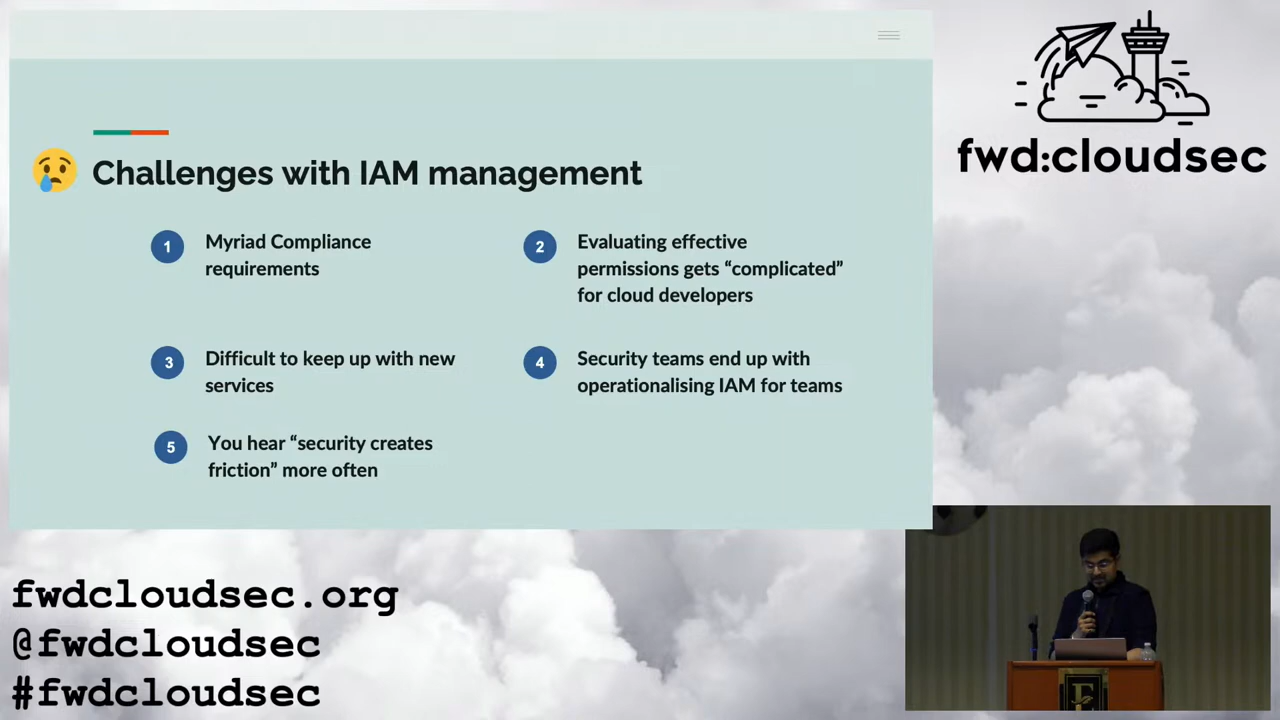 fwd:cloudsec
Challenges with IAM management
1
Myriad Compliance
requirements
2
Evaluating effective
permissions gets “complicated”
for cloud developers
3
Difficult to keep up with new
services
4
Security teams end up with
operationalising IAM for teams
5
You hear “security creates
friction” more often
fwdcloudsec.org
@fwdcloudsec
#fwdcloudsec
E